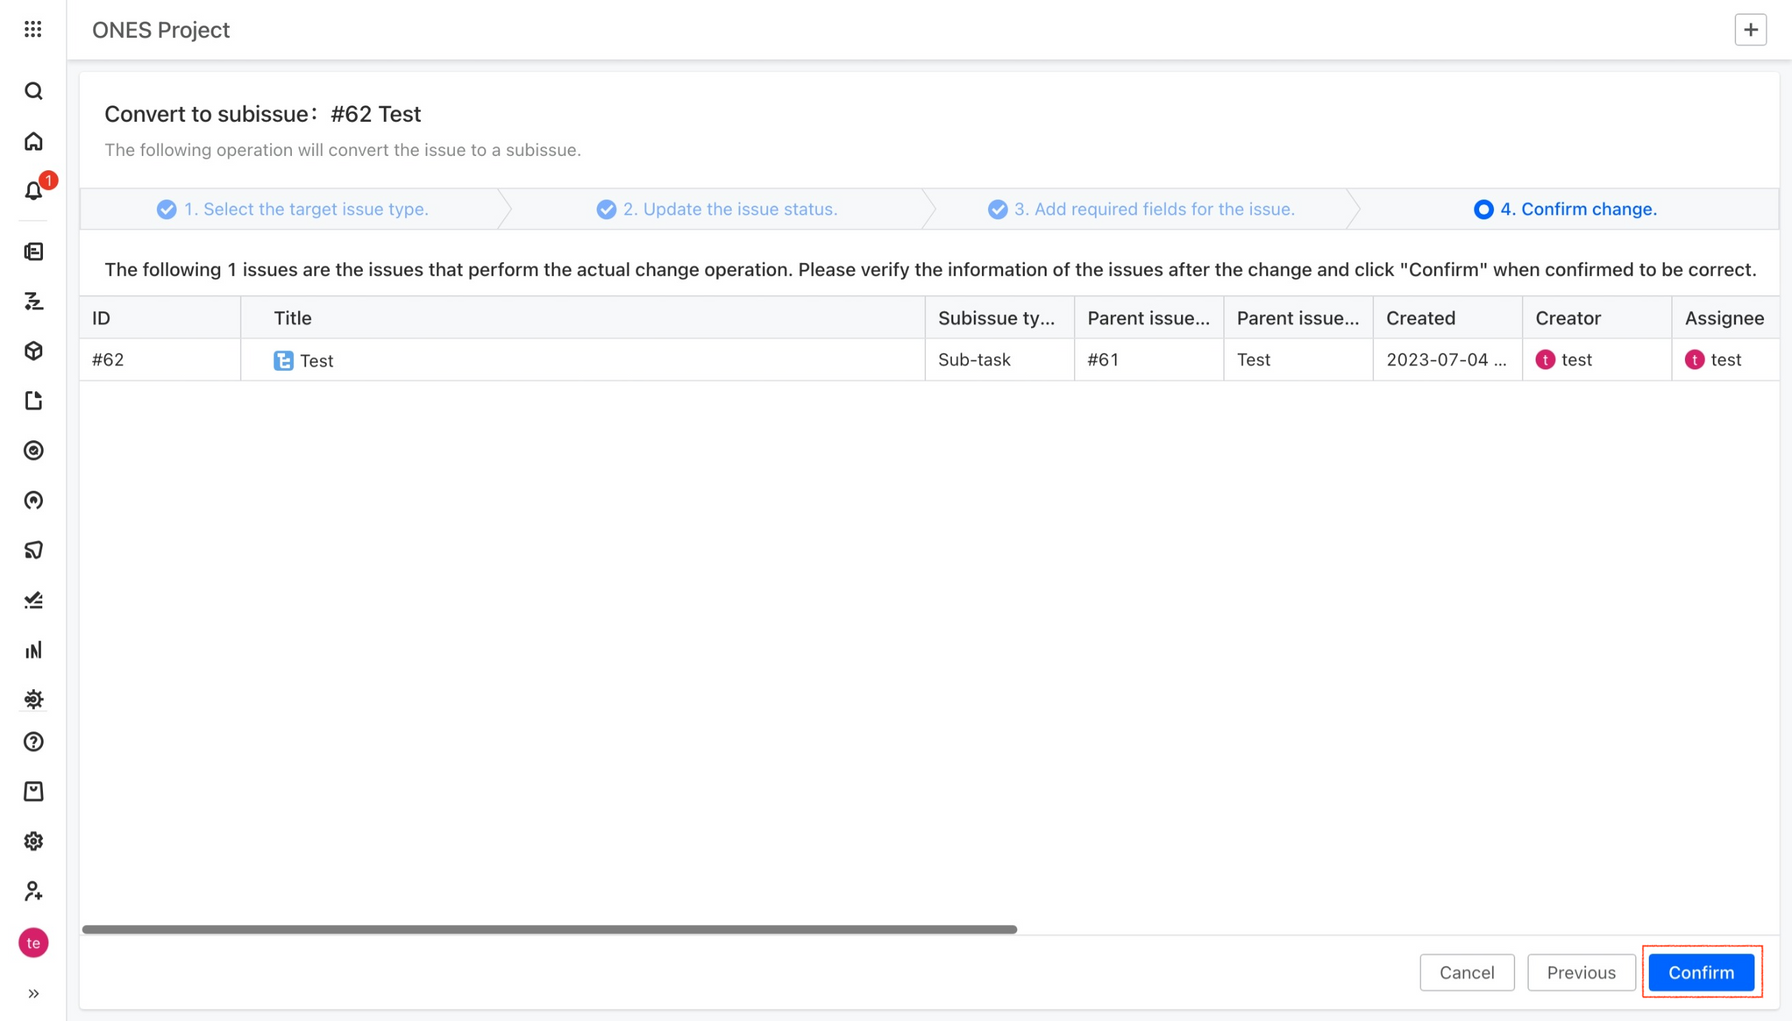 ONES Project
1
Convert to subissue： #62 Test
The following operation will convert the issue to a subissue.
1. Select the target issue type.
2. Update the issue status.
3. Add required fields for the issue.
4. Confirm change.
The following 1 issues are the issues that perform the actual change operation. Please verify the information of the issues after the change and click "Confirm" when confirmed to be correct.
ID Title Subissue ty... Parent issue... Parent issue... Created Creator Assignee
#62 Test Sub-task #61 Test 2023-07-04 ... t test t test
te
Cancel Previous Confirm